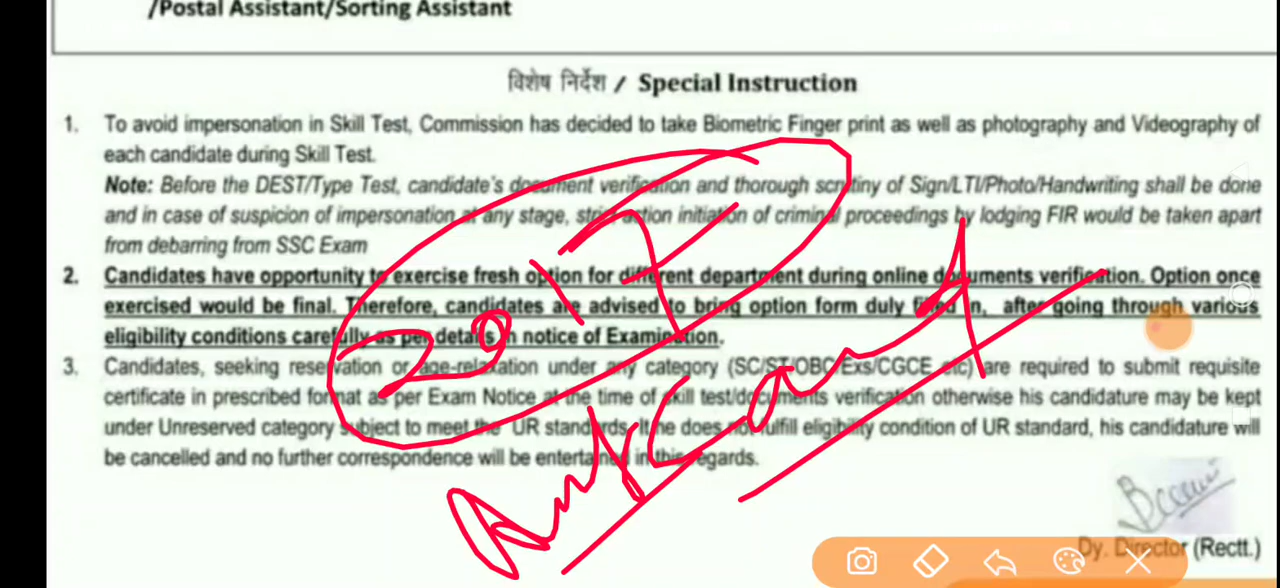 /Postal Assistant/Sorting Assistant
विशेष निर्देश / Special Instruction
1. To avoid impersonation in Skill Test, Commission has decided to take Biometric Finger print as well as photography and Videography of
each candidate during Skill Test.
Note: Before the DEST/Type Test, candidate's document verification and thorough scrutiny of Sign/LTI/Photo/Handwriting shall be done
and in case of suspicion of impersonation at any stage, strict action initiation of criminal proceedings by lodging FIR would be taken apart
from debarring from SSC Exam
2. Candidates have opportunity to exercise fresh option for different department during online documents verification. Option once
exercised would be final. Therefore, candidates are advised to bring option form duly filled in, after going through various
eligibility conditions carefully as per details in notice of Examination.
3. Candidates, seeking reservation or age-relaxation under any category (SC/ST/OBC/Exs/CGCE etc) are required to submit requisite
certificate in prescribed format as per Exam Notice at the time of skill test/documents verification otherwise his candidature may be kept
under Unreserved category subject to meet the UR standards. If he does not fulfill eligibility condition of UR standard, his candidature will
be cancelled and no further correspondence will be entertained in this regards.
2017
Dy. Director (Rectt.)